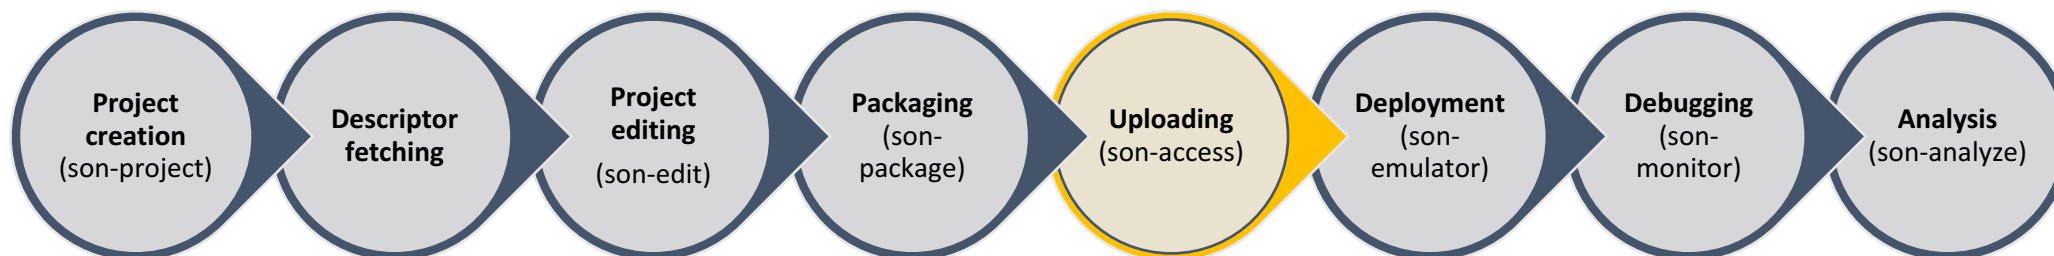 Project
creation
(son-project)
Descriptor
fetching
Project
editing
(son-edit)
Packaging
(son-
package)
Uploading
(son-access)
Deployment
(son-
emulator)
Debugging
(son-
monitor)
Analysis
(son-analyze)